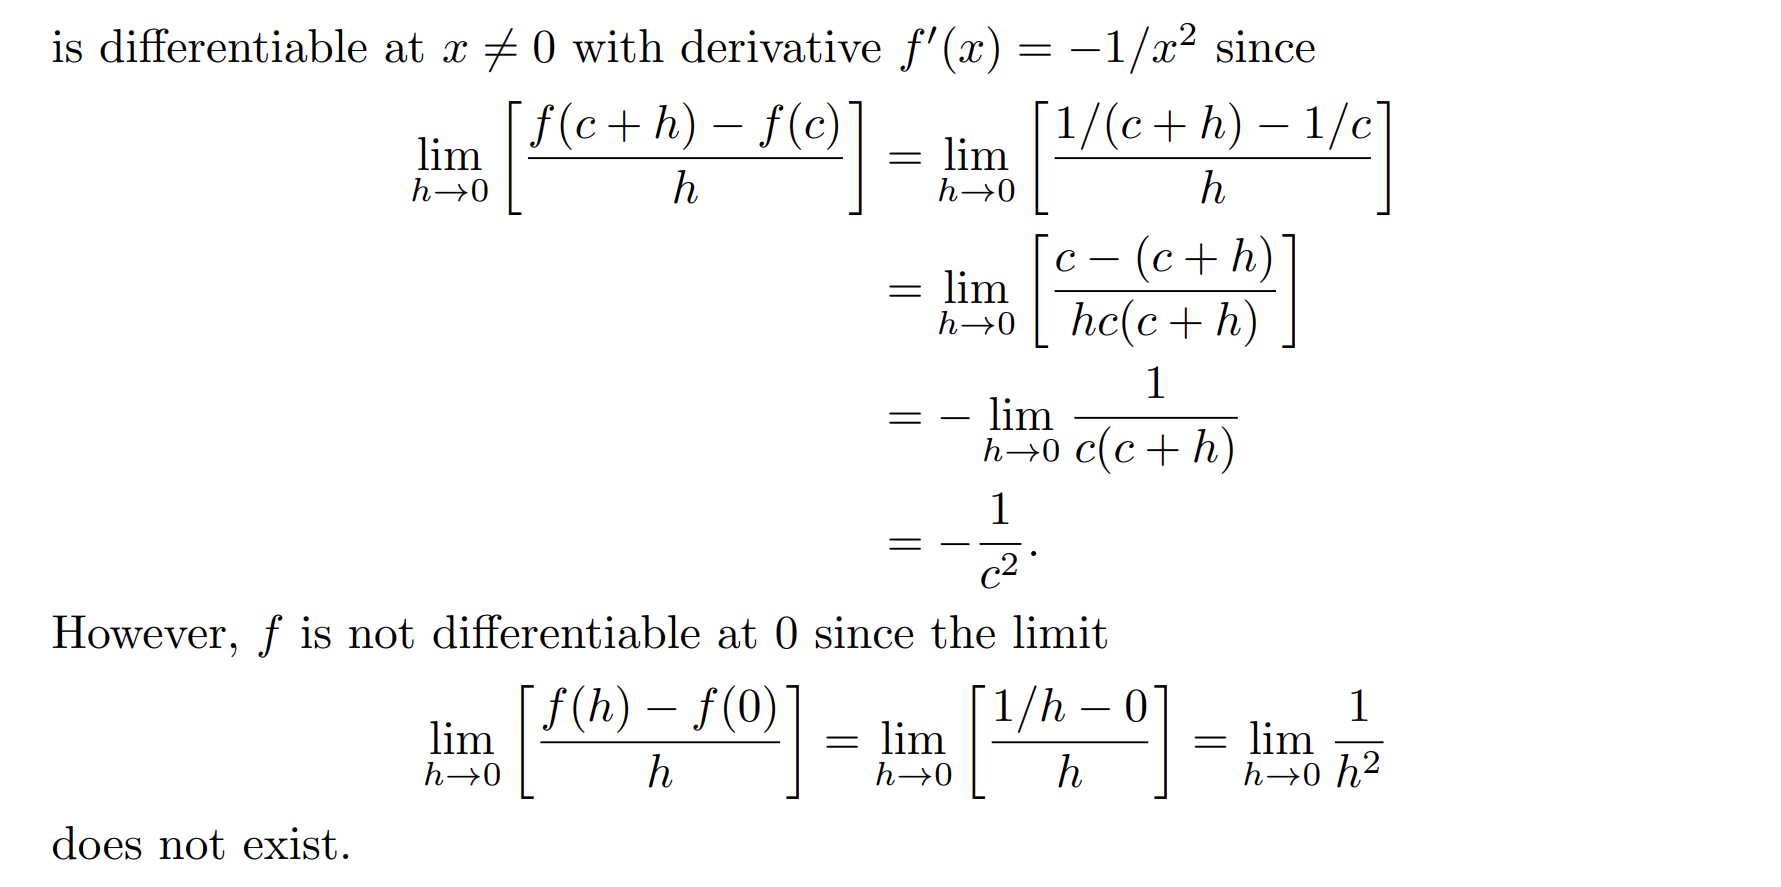 is differentiable at x ≠ 0 with derivative f′(x) = −1/x² since
lim_{h→0} [ (f(c + h) − f(c)) / h ] = lim_{h→0} [ (1/(c + h) − 1/c) / h ]
= lim_{h→0} [ (c − (c + h)) / (hc(c + h)) ]
= − lim_{h→0} 1 / (c(c + h))
= − 1/c².
However, f is not differentiable at 0 since the limit
lim_{h→0} [ (f(h) − f(0)) / h ] = lim_{h→0} [ (1/h − 0) / h ] = lim_{h→0} 1/h²
does not exist.